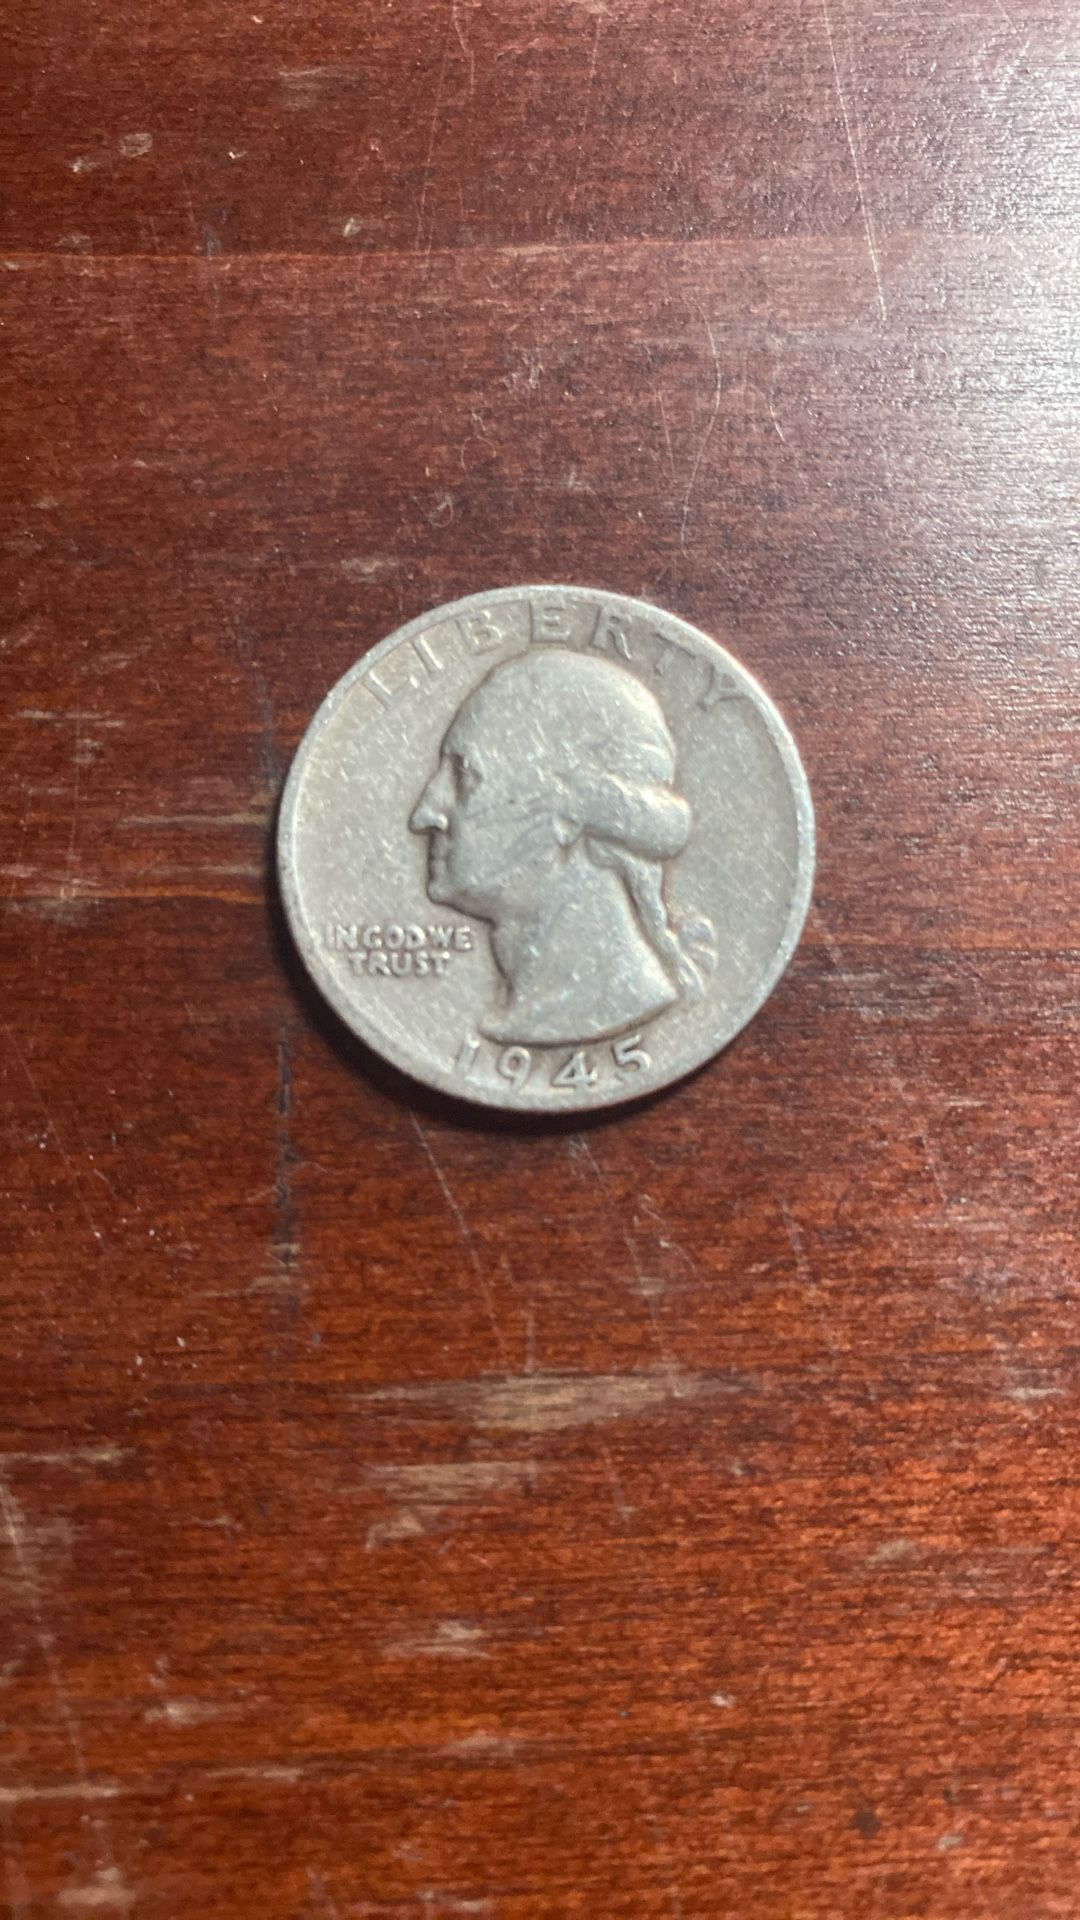 LIBERTY
IN GOD WE
TRUST
1945